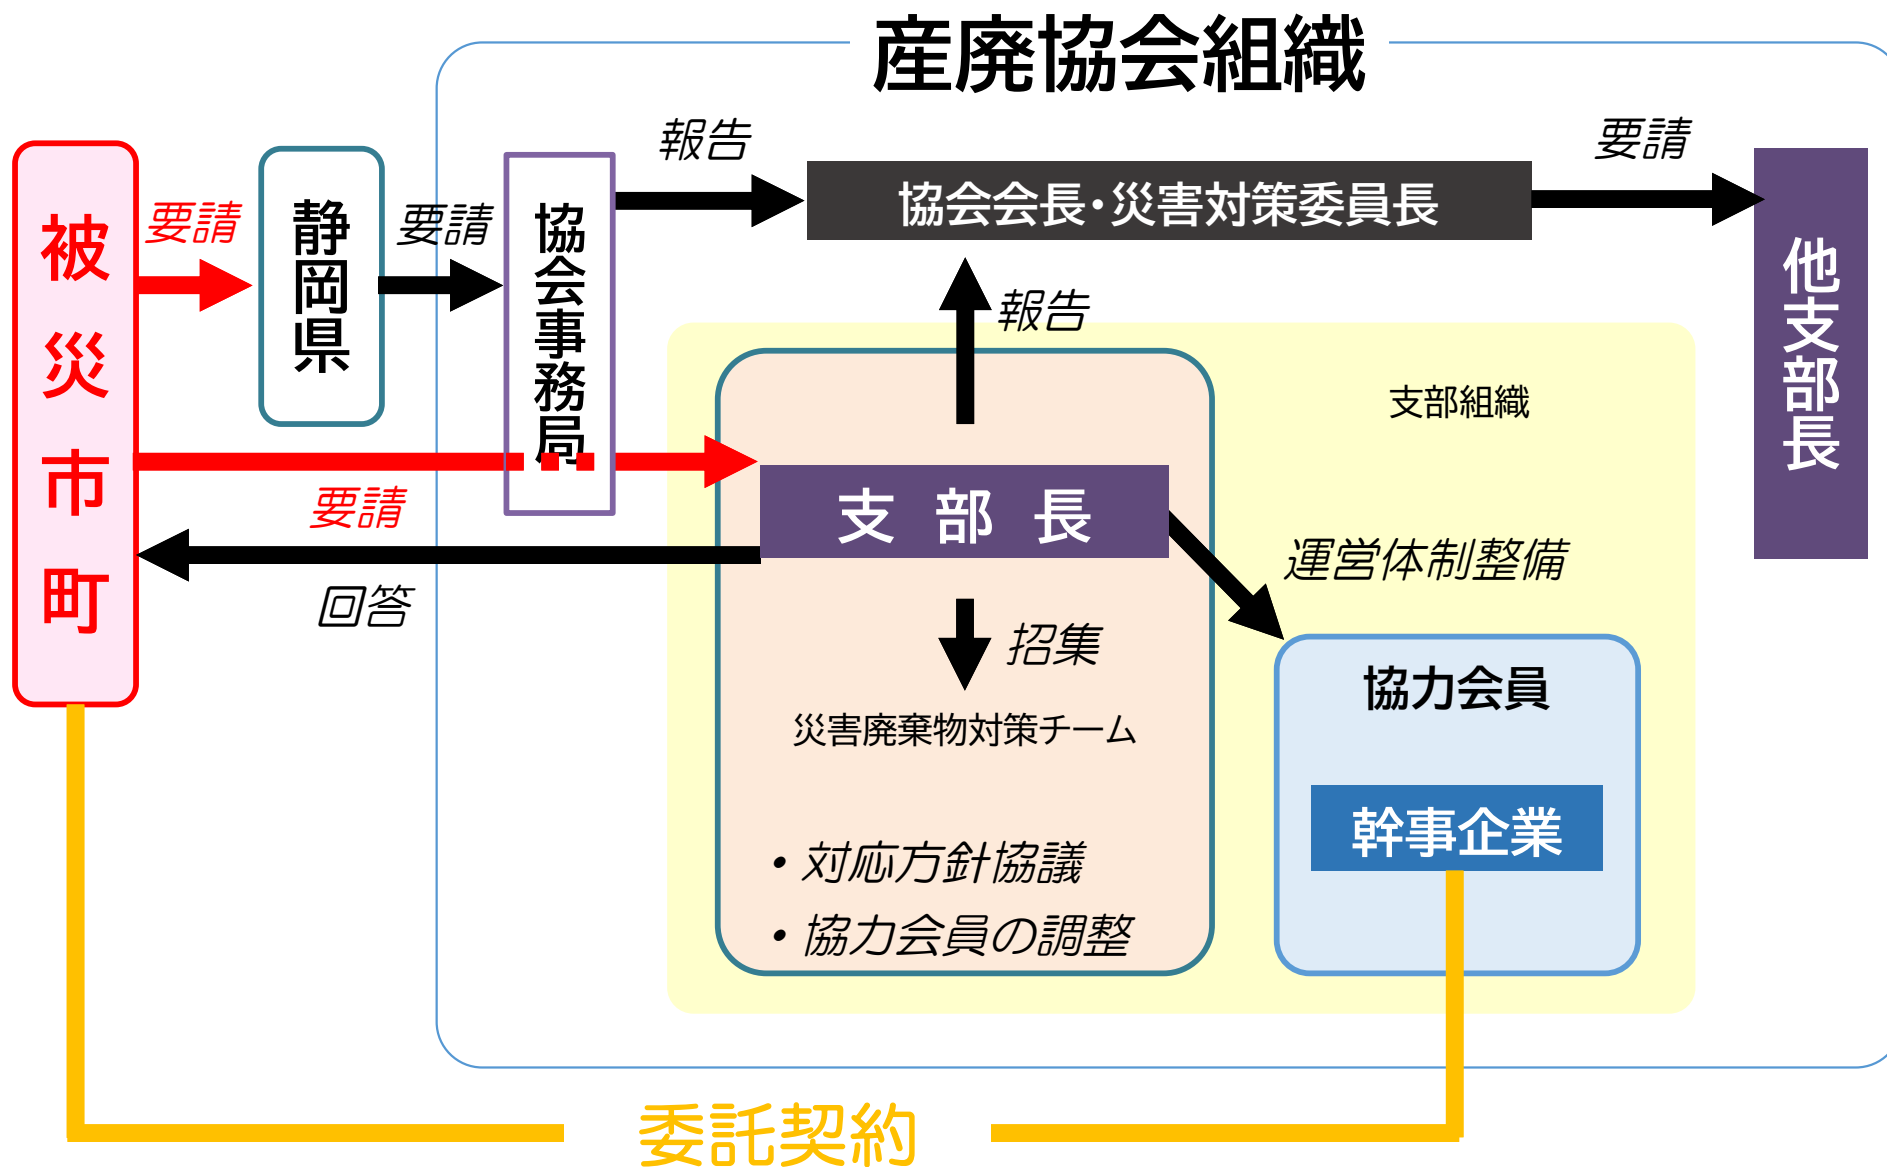 産廃協会組織
被災市町
要請
静岡県
要請
協会事務局
報告
協会会長・災害対策委員長
要請
他支部長
報告
支部組織
支部長
要請
回答
運営体制整備
招集
災害廃棄物対策チーム
・対応方針協議
・協力会員の調整
協力会員
幹事企業
委託契約